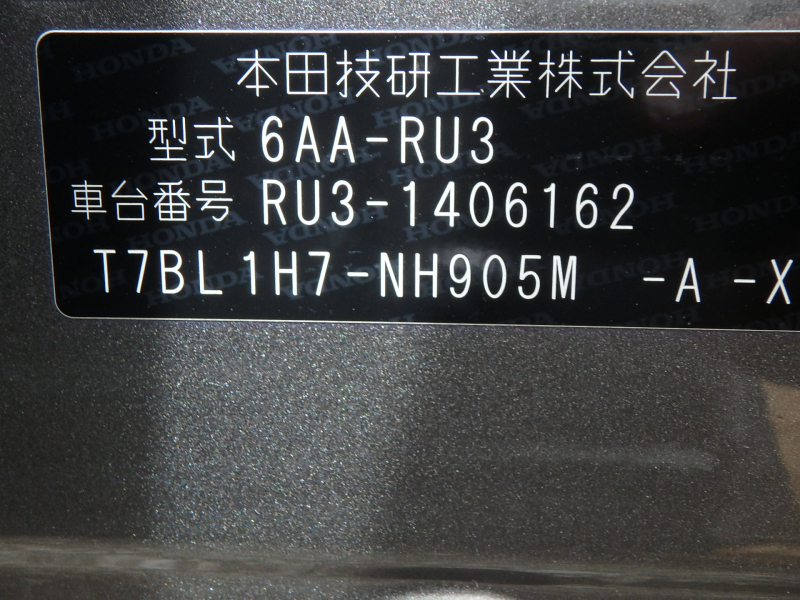 本田技研工業株式会社
型式 6AA-RU3
車台番号 RU3-1406162
T7BL1H7-NH905M -A -X